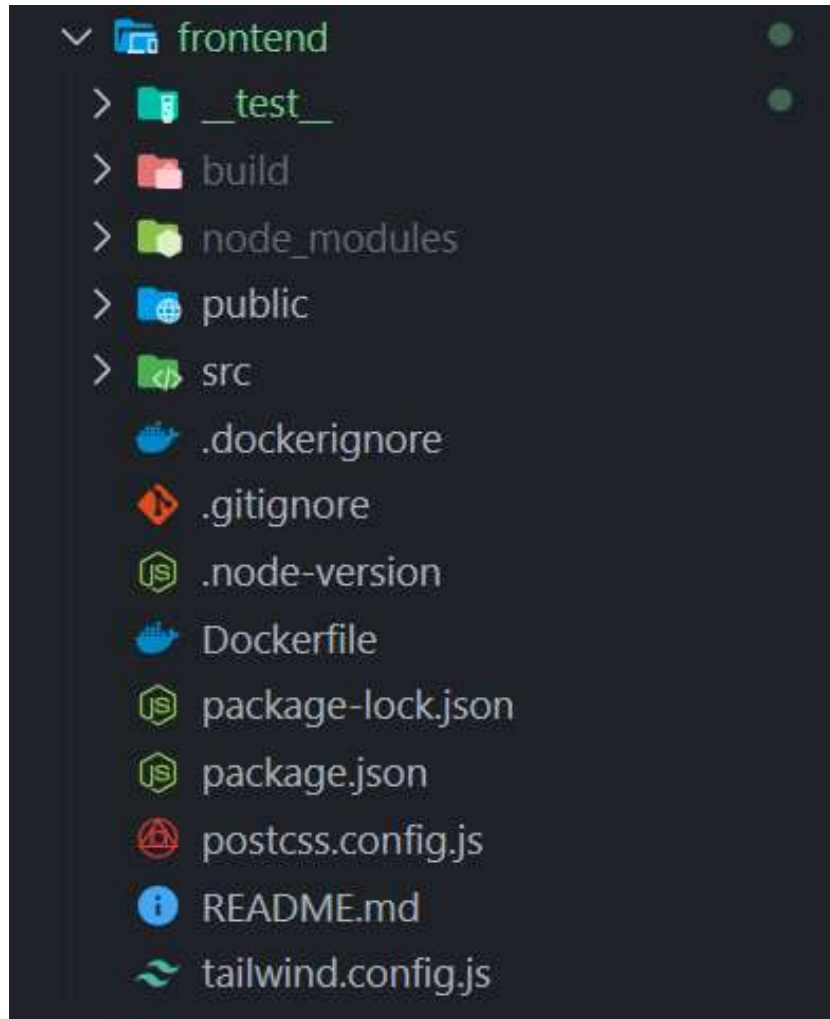 frontend
__test__
build
node_modules
public
src
.dockerignore
.gitignore
.node-version
Dockerfile
package-lock.json
package.json
postcss.config.js
README.md
tailwind.config.js